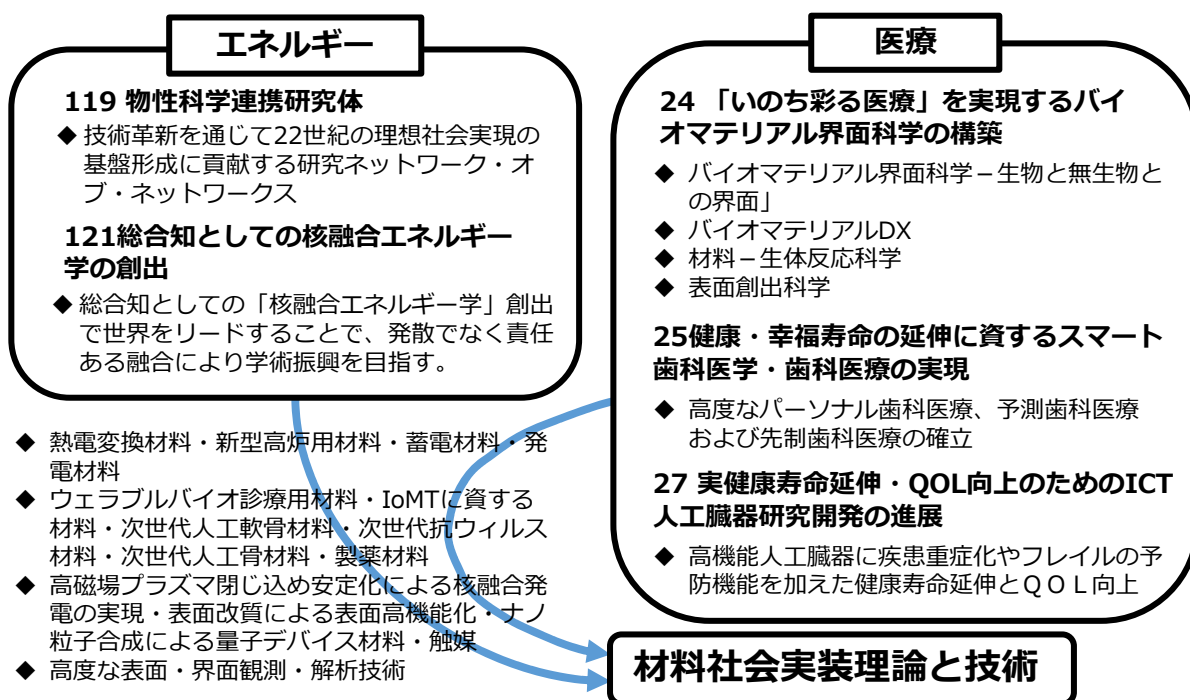 エネルギー
119 物性科学連携研究体
◆ 技術革新を通じて22世紀の理想社会実現の
基盤形成に貢献する研究ネットワーク・オ
ブ・ネットワークス
121総合知としての核融合エネルギー
学の創出
◆ 総合知としての「核融合エネルギー学」創出
で世界をリードすることで、発散でなく責任
ある融合により学術振興を目指す。
◆ 熱電変換材料・新型高炉用材料・蓄電材料・発
電材料
◆ ウェラブルバイオ診療用材料・IoMTに資する
材料・次世代人工軟骨材料・次世代抗ウィルス
材料・次世代人工骨材料・製薬材料
◆ 高磁場プラズマ閉じ込め安定化による核融合発
電の実現・表面改質による表面高機能化・ナノ
粒子合成による量子デバイス材料・触媒
◆ 高度な表面・界面観測・解析技術
医療
24 「いのち彩る医療」を実現するバイ
オマテリアル界面科学の構築
◆ バイオマテリアル界面科学－生物と無生物と
の界面」
◆ バイオマテリアルDX
◆ 材料－生体反応科学
◆ 表面創出科学
25健康・幸福寿命の延伸に資するスマート
歯科医学・歯科医療の実現
◆ 高度なパーソナル歯科医療、予測歯科医療
および先制歯科医療の確立
27 実健康寿命延伸・QOL向上のためのICT
人工臓器研究開発の進展
◆ 高機能人工臓器に疾患重症化やフレイルの予
防機能を加えた健康寿命延伸とＱＯＬ向上
材料社会実装理論と技術